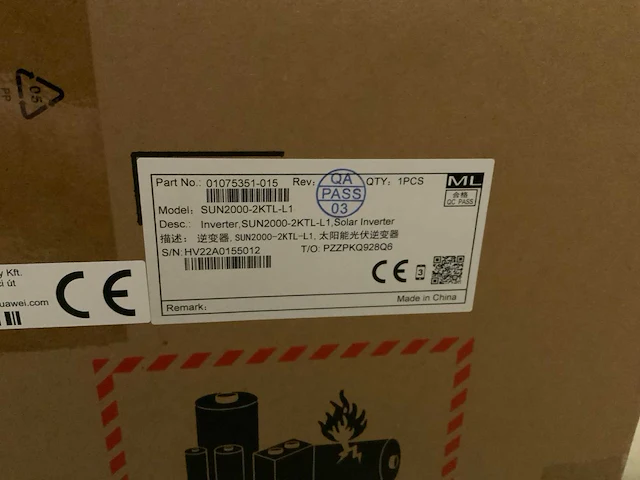 05
PP
Part No.: 01075351-015 Rev.: QTY: 1PCS
QA
PASS
03
ML
合格
QC PASS
Model: SUN2000-2KTL-L1
Desc.: Inverter,SUN2000-2KTL-L1,Solar Inverter
描述: 逆变器, SUN2000-2KTL-L1, 太阳能光伏逆变器
S/N: HV22A0155012 T/O: PZZPKQ928Q6
CE
3
Remark:
Made in China
y Kft.
i út
uawei.com
CE